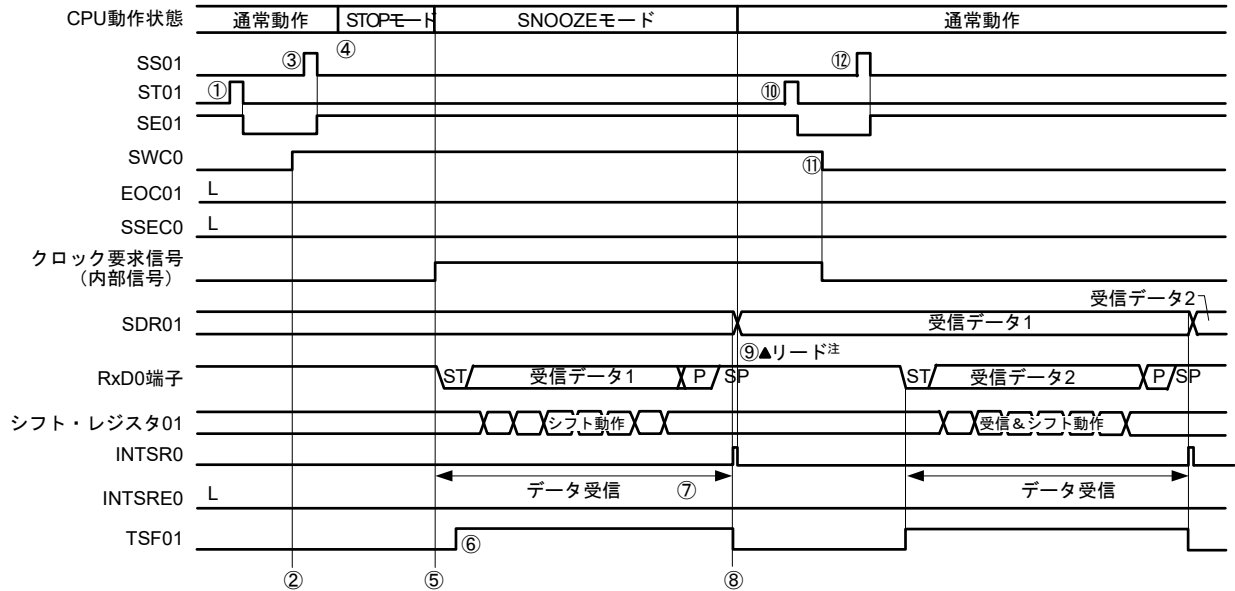 CPU動作状態 通常動作 STOPモード SNOOZEモード 通常動作
SS01 ③ ④ ⑫
ST01 ① ⑩
SE01
SWC0 ⑪
EOC01 L
SSEC0 L
クロック要求信号
（内部信号）
受信データ2
SDR01 受信データ1
⑨▲リード注
RxD0端子 ST 受信データ1 P SP ST 受信データ2 P SP
シフト・レジスタ01 シフト動作 受信&シフト動作
INTSR0
データ受信 ⑦ データ受信
INTSRE0 L
TSF01 ⑥
② ⑤ ⑧